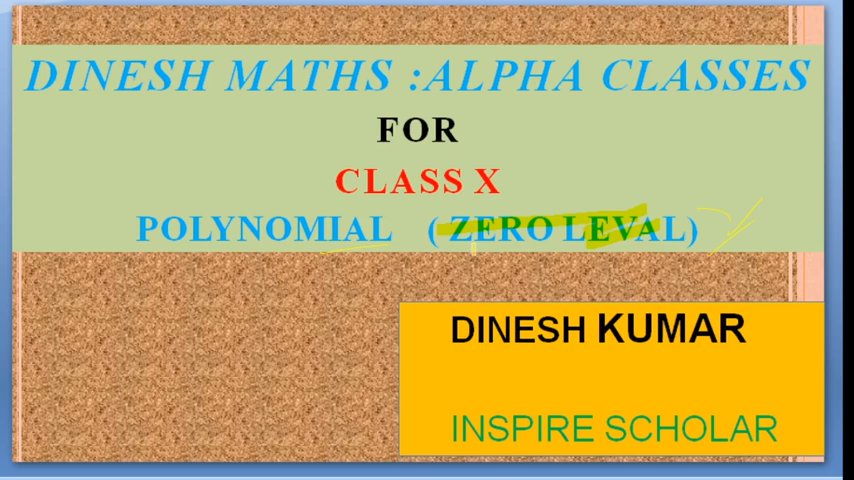 DINESH MATHS :ALPHA CLASSES
FOR
CLASS X
POLYNOMIAL ( ZERO LEVAL)
DINESH KUMAR
INSPIRE SCHOLAR